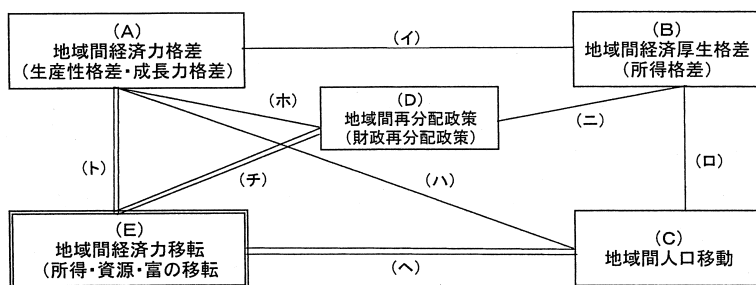 (A)
地域間経済力格差
(生産性格差・成長力格差)
(イ)
(B)
地域間経済厚生格差
(所得格差)
(ホ)
(D)
地域間再分配政策
(財政再分配政策)
(ニ)
(ト)
(チ)
(ハ)
(ロ)
(E)
地域間経済力移転
(所得・資源・富の移転
(ヘ)
(C)
地域間人口移動